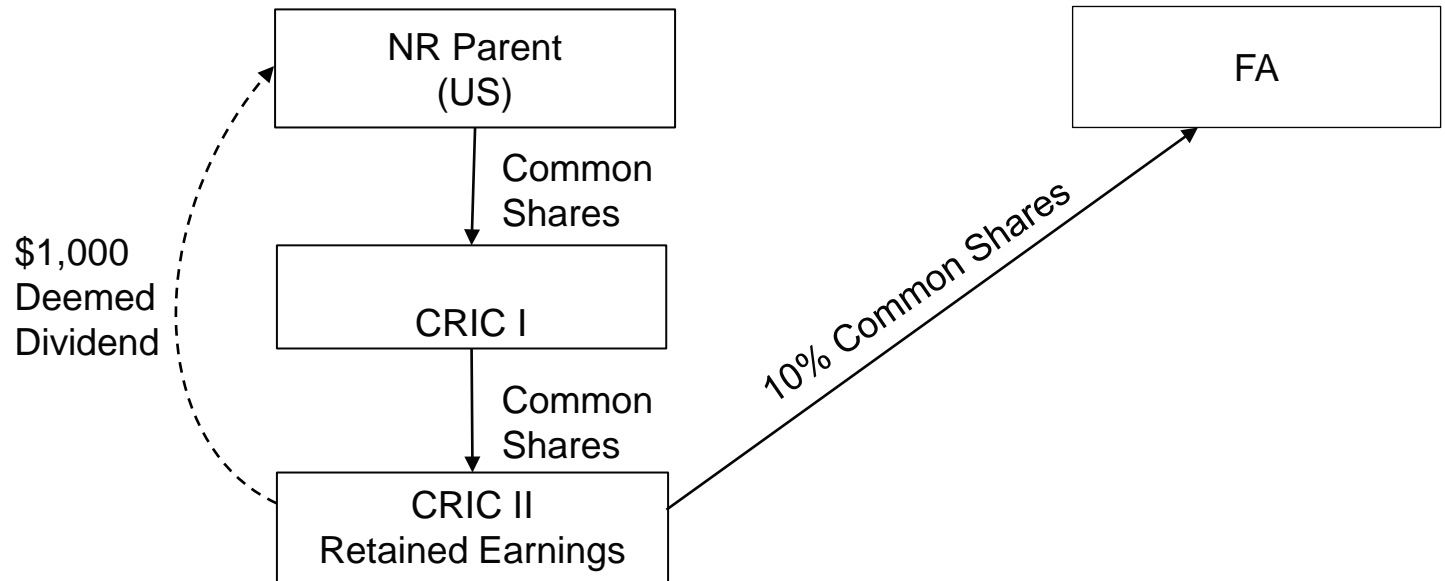 NR Parent
(US)
FA
Common
Shares
$1,000
Deemed
Dividend
10% Common Shares
CRIC I
Common
Shares
CRIC II
Retained Earnings